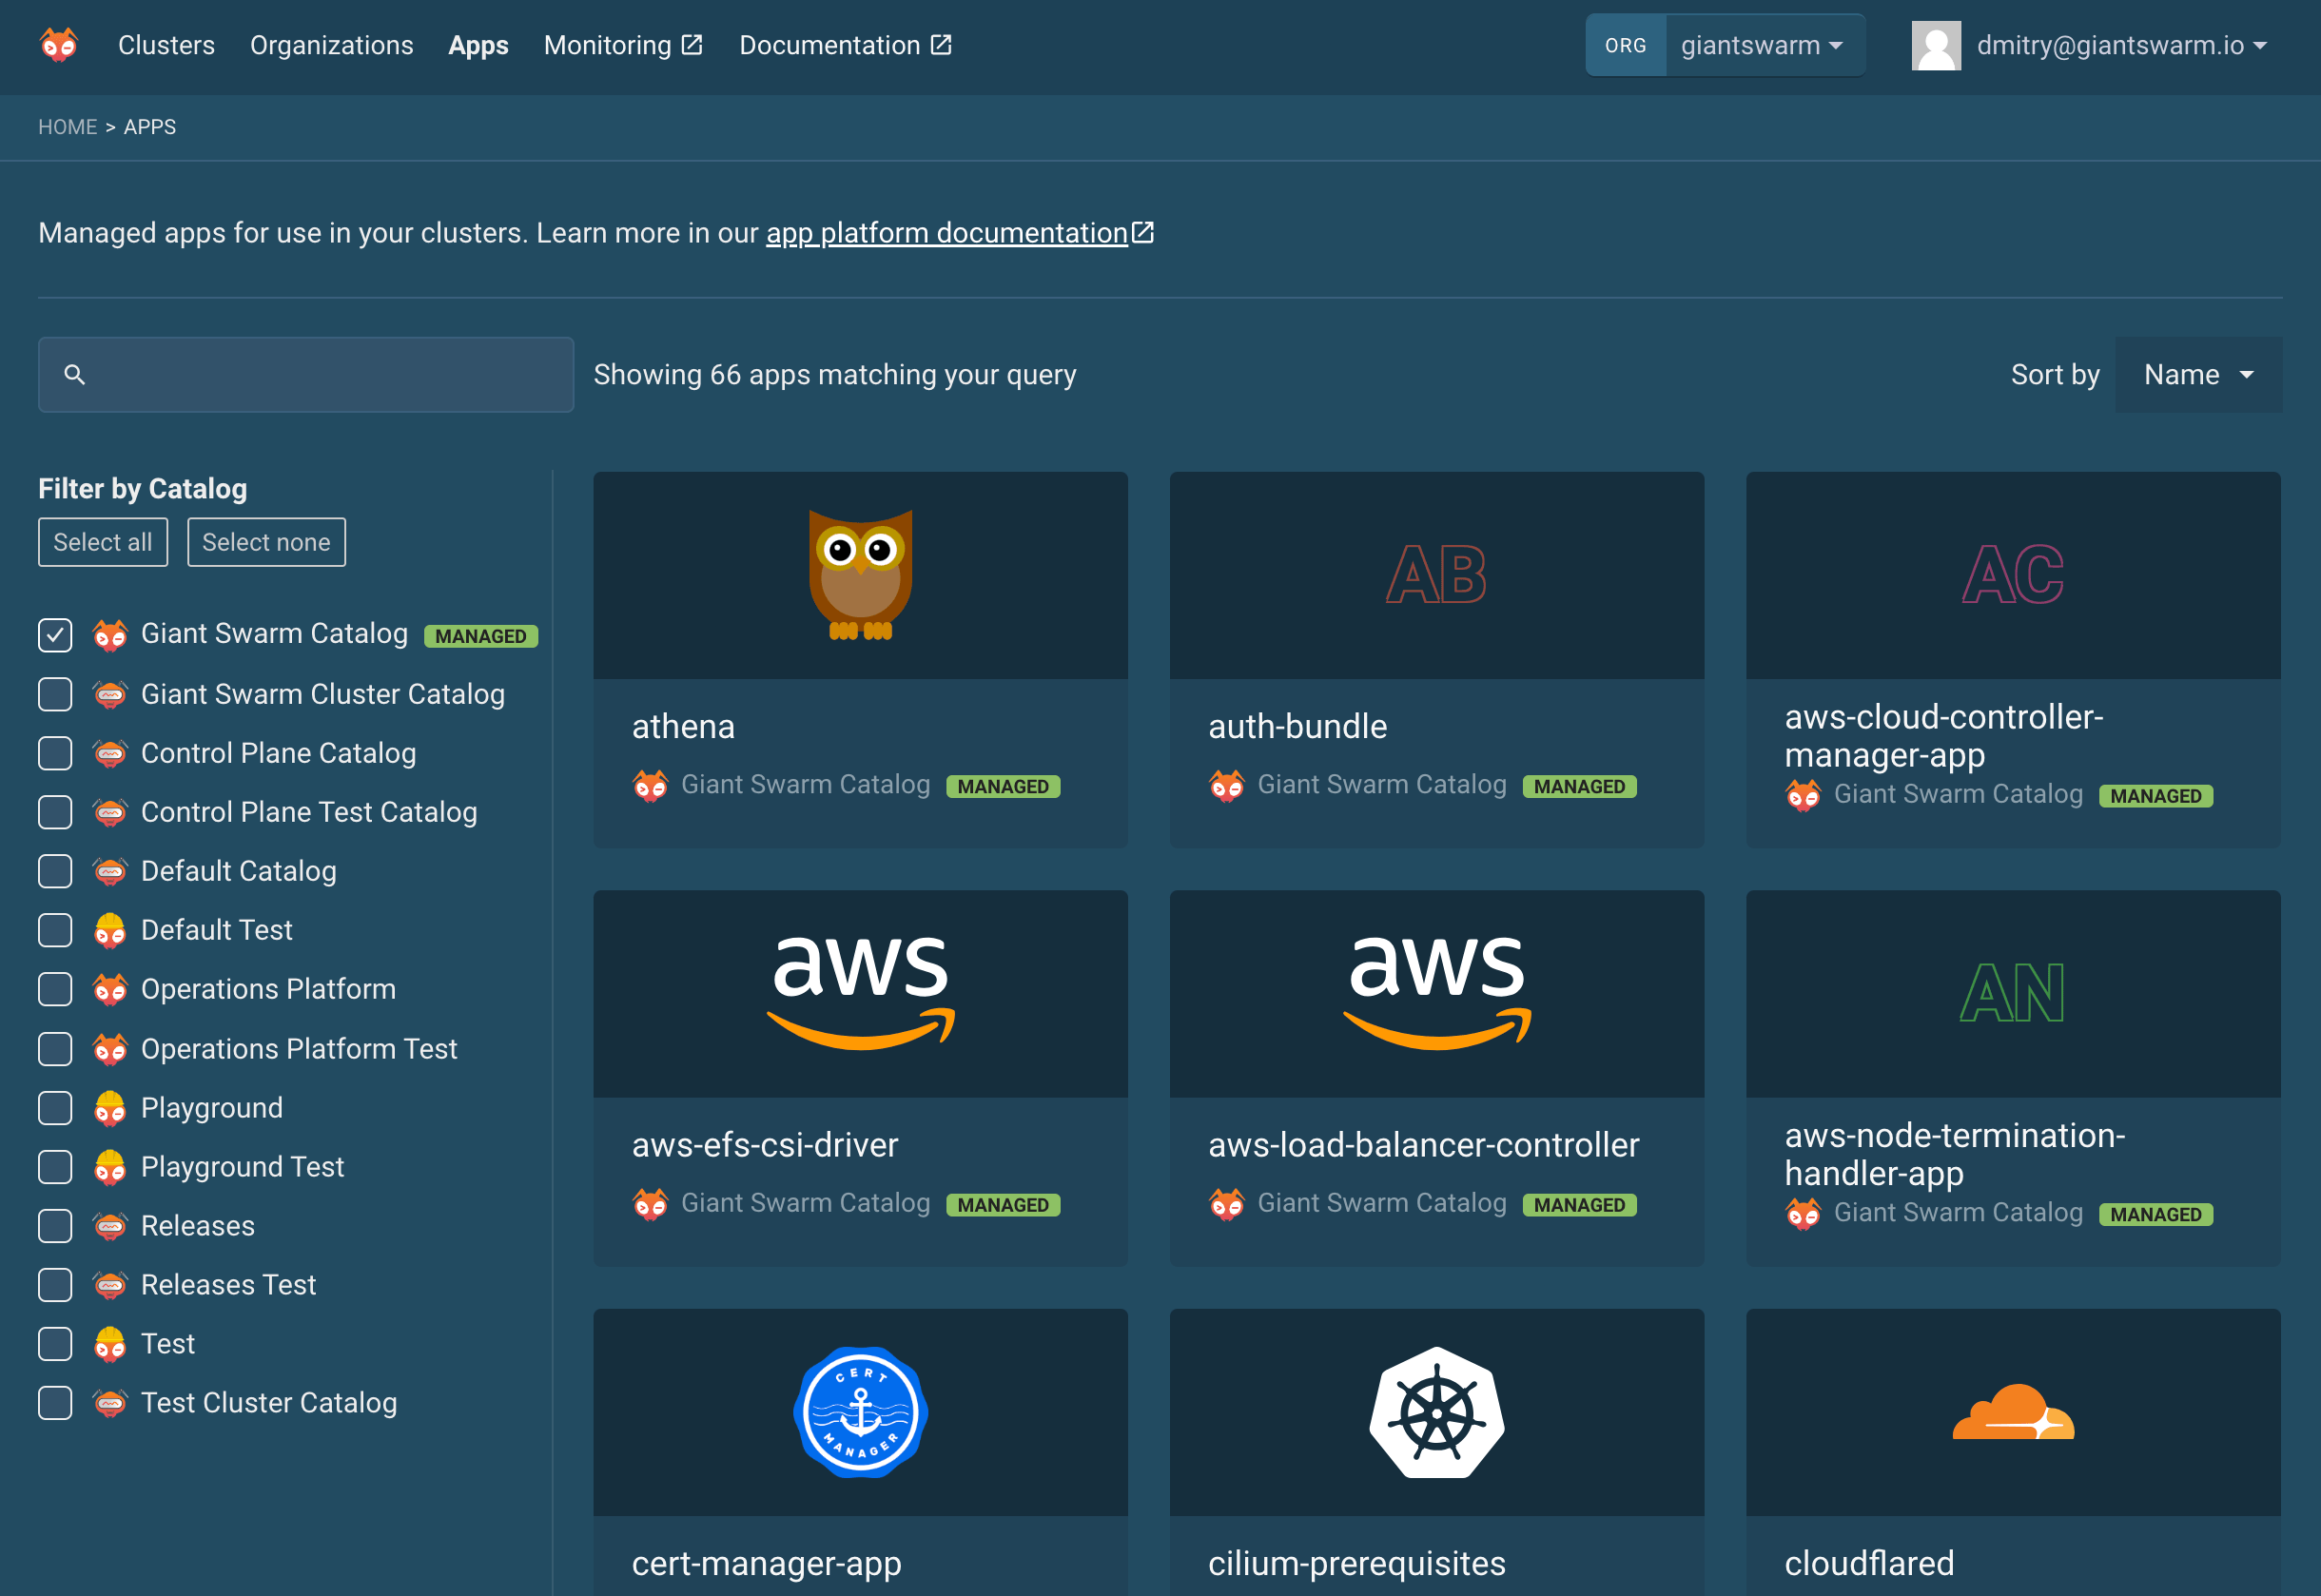 Clusters Organizations Apps Monitoring Documentation ORG giantswarm dmitry@giantswarm.io
HOME > APPS
Managed apps for use in your clusters. Learn more in our app platform documentation
Showing 66 apps matching your query Sort by Name
Filter by Catalog
Select all Select none
Giant Swarm Catalog MANAGED
Giant Swarm Cluster Catalog
Control Plane Catalog
Control Plane Test Catalog
Default Catalog
Default Test
Operations Platform
Operations Platform Test
Playground
Playground Test
Releases
Releases Test
Test
Test Cluster Catalog
athena
Giant Swarm Catalog MANAGED
AB
auth-bundle
Giant Swarm Catalog MANAGED
AC
aws-cloud-controller-
manager-app
Giant Swarm Catalog MANAGED
aws
aws-efs-csi-driver
Giant Swarm Catalog MANAGED
aws
aws-load-balancer-controller
Giant Swarm Catalog MANAGED
AN
aws-node-termination-
handler-app
Giant Swarm Catalog MANAGED
CERT
MANAGER
cert-manager-app
cilium-prerequisites
cloudflared